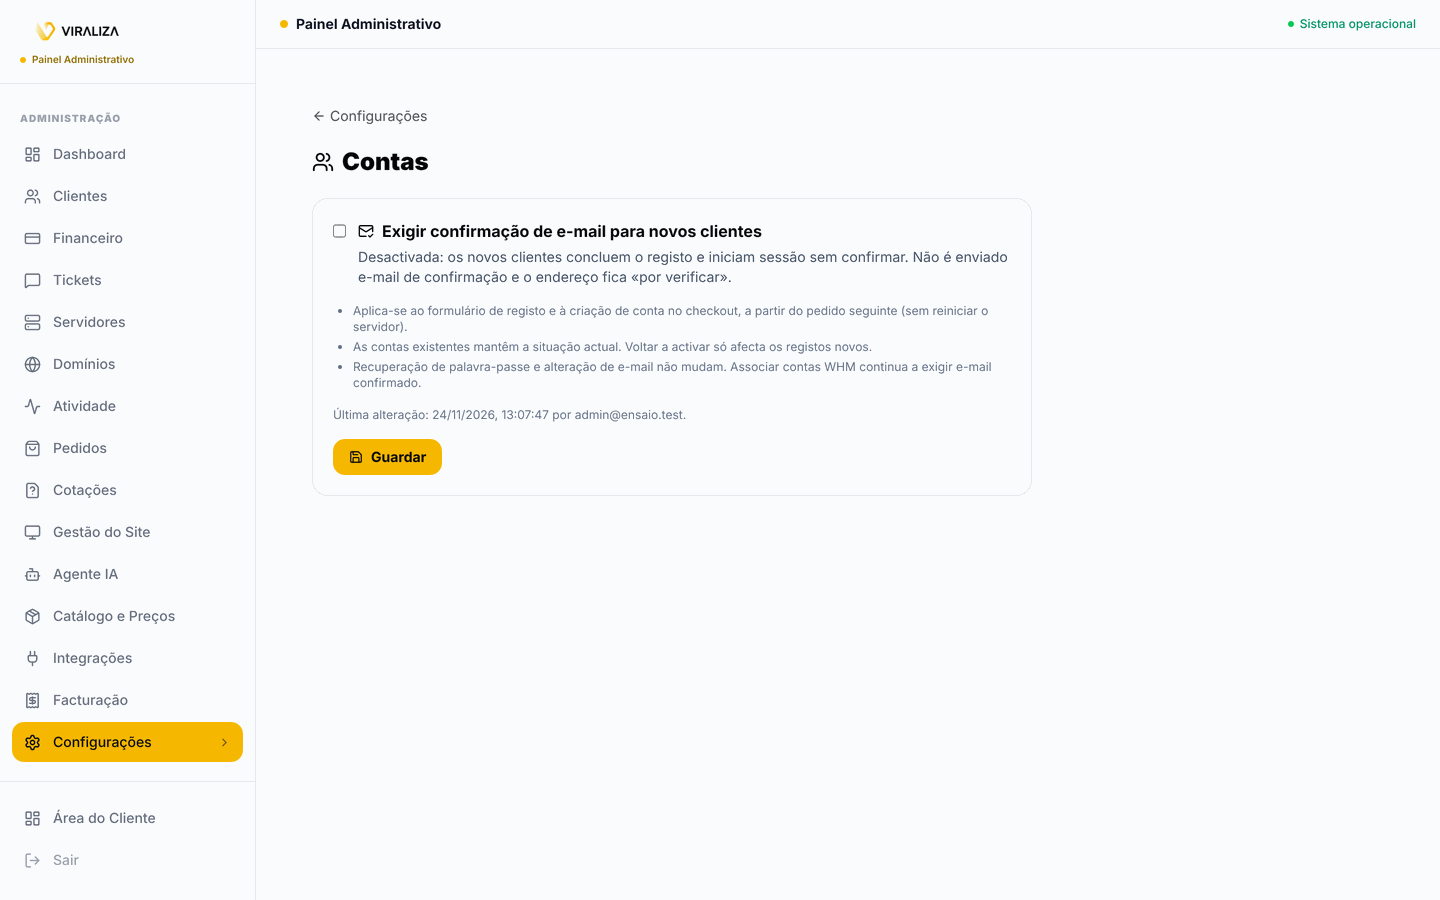 VIRALIZA
Painel Administrativo
ADMINISTRAÇÃO
Dashboard
Clientes
Financeiro
Tickets
Servidores
Domínios
Atividade
Pedidos
Cotações
Gestão do Site
Agente IA
Catálogo e Preços
Integrações
Facturação
Configurações
Área do Cliente
Sair
Painel Administrativo
Sistema operacional
Configurações
Contas
Exigir confirmação de e-mail para novos clientes
Desactivada: os novos clientes concluem o registo e iniciam sessão sem confirmar. Não é enviado
e-mail de confirmação e o endereço fica «por verificar».
Aplica-se ao formulário de registo e à criação de conta no checkout, a partir do pedido seguinte (sem reiniciar o
servidor).
As contas existentes mantêm a situação actual. Voltar a activar só afecta os registos novos.
Recuperação de palavra-passe e alteração de e-mail não mudam. Associar contas WHM continua a exigir e-mail
confirmado.
Última alteração: 24/11/2026, 13:07:47 por admin@ensaio.test.
Guardar